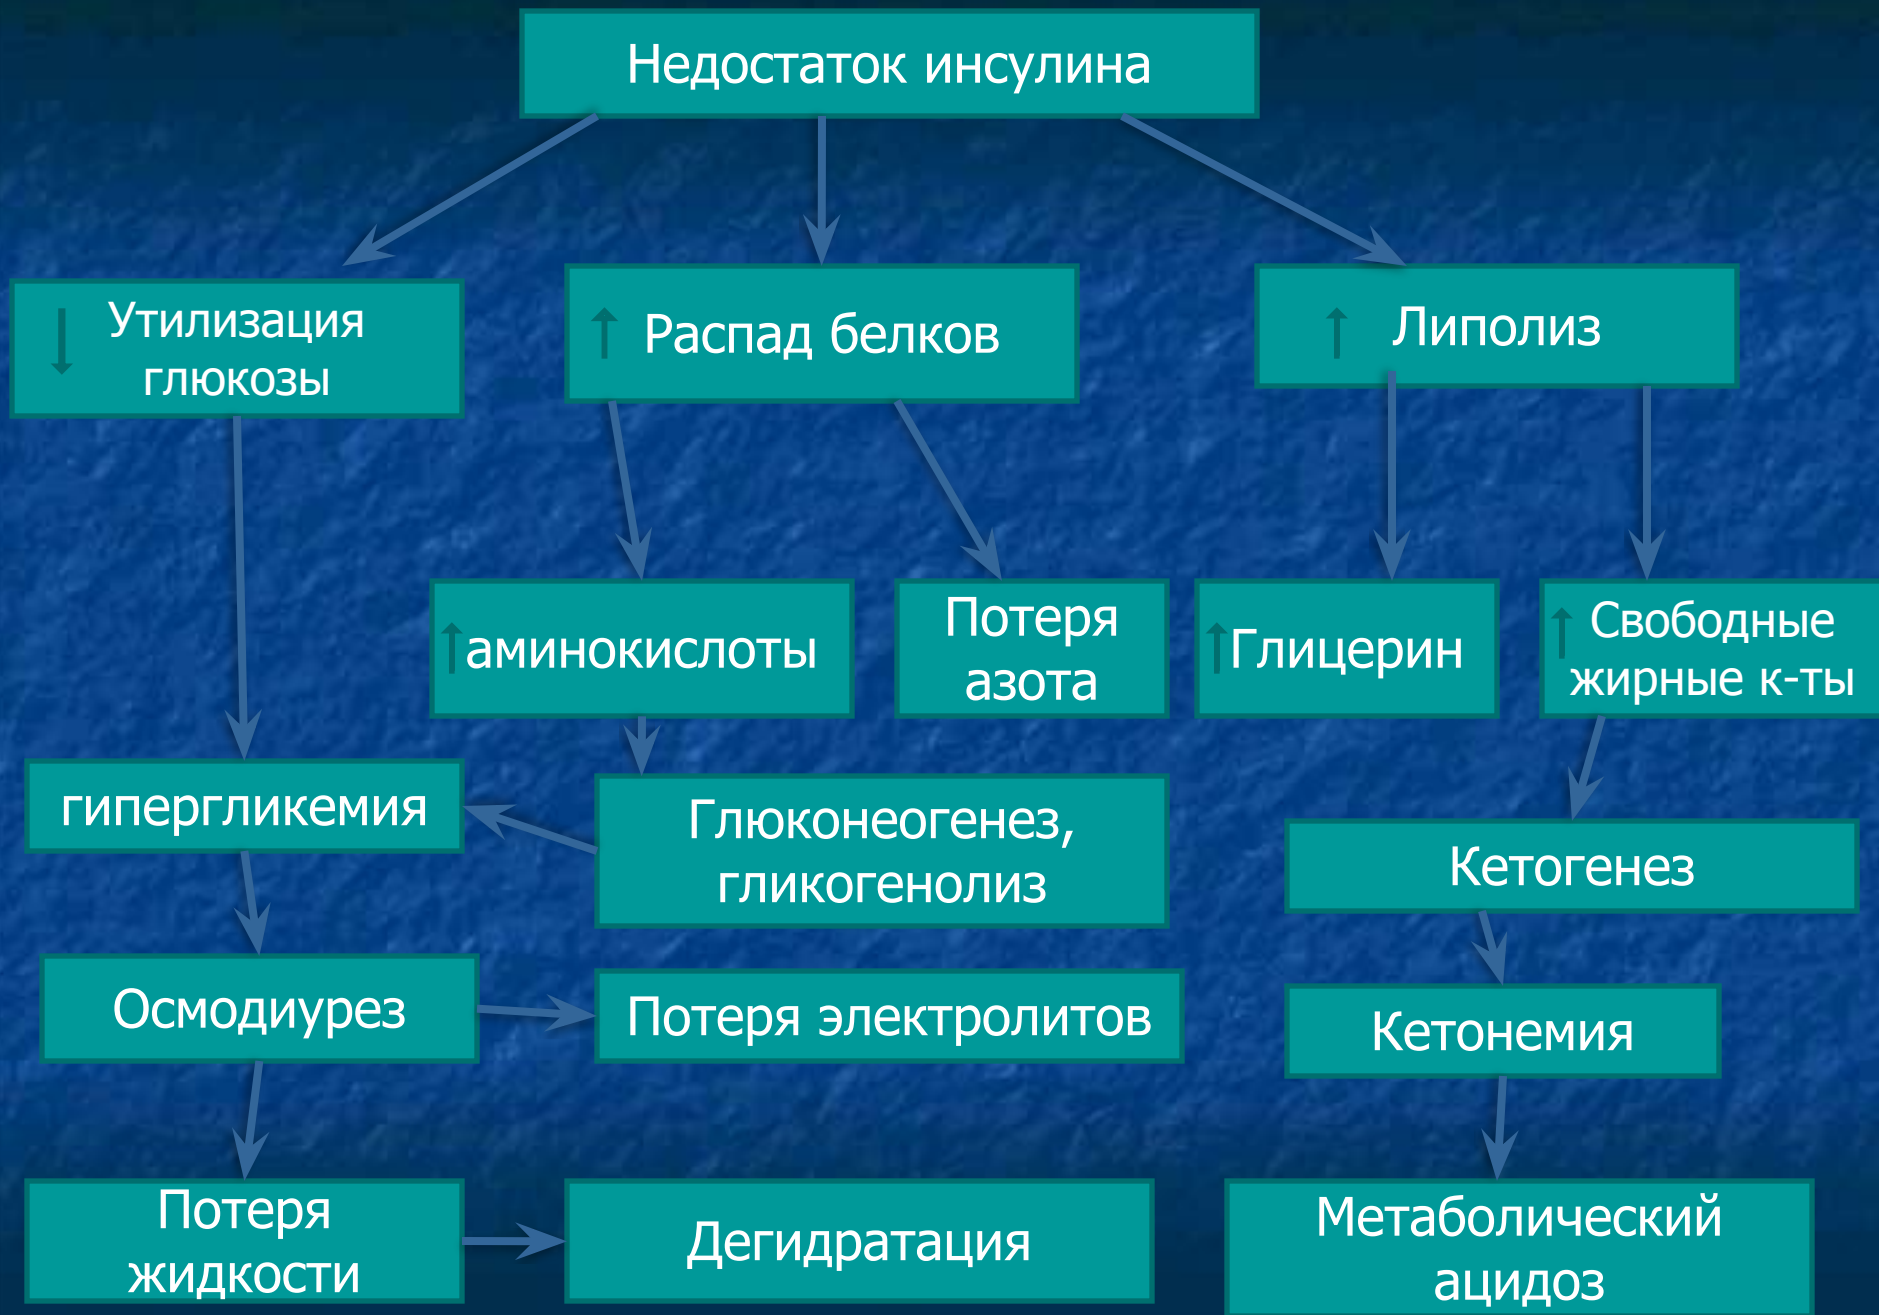 Недостаток инсулина
↓ Утилизация
глюкозы
↑ Распад белков
↑ Липолиз
↑аминокислоты
Потеря
азота
↑Глицерин
↑ Свободные
жирные к-ты
гипергликемия
Глюконеогенез,
гликогенолиз
Кетогенез
Осмодиурез
Потеря электролитов
Кетонемия
Потеря
жидкости
Дегидратация
Метаболический
ацидоз